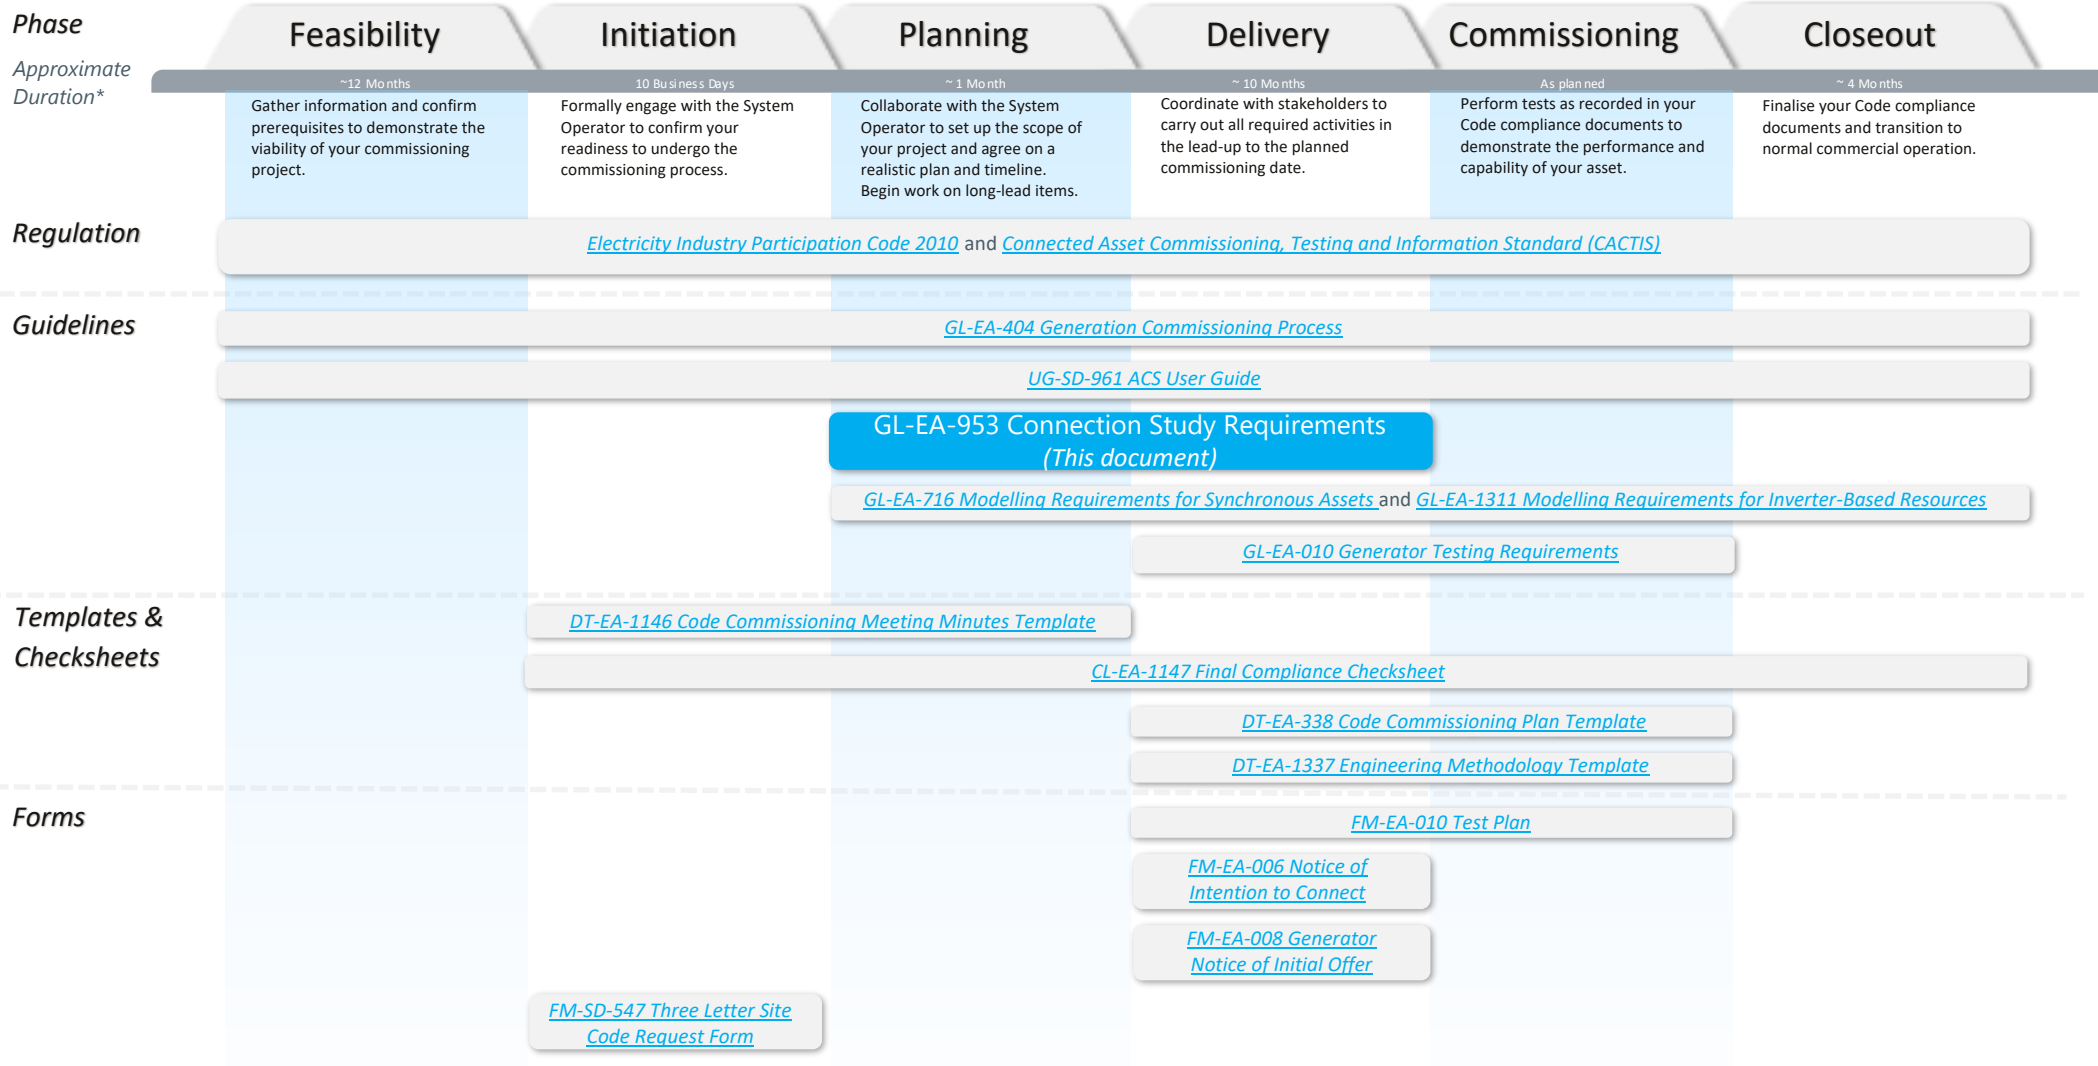 Phase
Feasibility
Initiation
Planning
Delivery
Commissioning
Closeout
Approximate
Duration*
~12 Months
10 Business Days
~ 1 Month
~ 10 Months
As planned
~ 4 Months
Gather information and confirm
prerequisites to demonstrate the
viability of your commissioning
project.
Formally engage with the System
Operator to confirm your
readiness to undergo the
commissioning process.
Collaborate with the System
Operator to set up the scope of
your project and agree on a
realistic plan and timeline.
Begin work on long-lead items.
Coordinate with stakeholders to
carry out all required activities in
the lead-up to the planned
commissioning date.
Perform tests as recorded in your
Code compliance documents to
demonstrate the performance and
capability of your asset.
Finalise your Code compliance
documents and transition to
normal commercial operation.
Regulation
Electricity Industry Participation Code 2010 and Connected Asset Commissioning, Testing and Information Standard (CACTIS)
Guidelines
GL-EA-404 Generation Commissioning Process
UG-SD-961 ACS User Guide
GL-EA-953 Connection Study Requirements
(This document)
GL-EA-716 Modelling Requirements for Synchronous Assets and GL-EA-1311 Modelling Requirements for Inverter-Based Resources
GL-EA-010 Generator Testing Requirements
Templates &
Checksheets
DT-EA-1146 Code Commissioning Meeting Minutes Template
CL-EA-1147 Final Compliance Checksheet
DT-EA-338 Code Commissioning Plan Template
DT-EA-1337 Engineering Methodology Template
Forms
FM-EA-010 Test Plan
FM-EA-006 Notice of
Intention to Connect
FM-EA-008 Generator
Notice of Initial Offer
FM-SD-547 Three Letter Site
Code Request Form